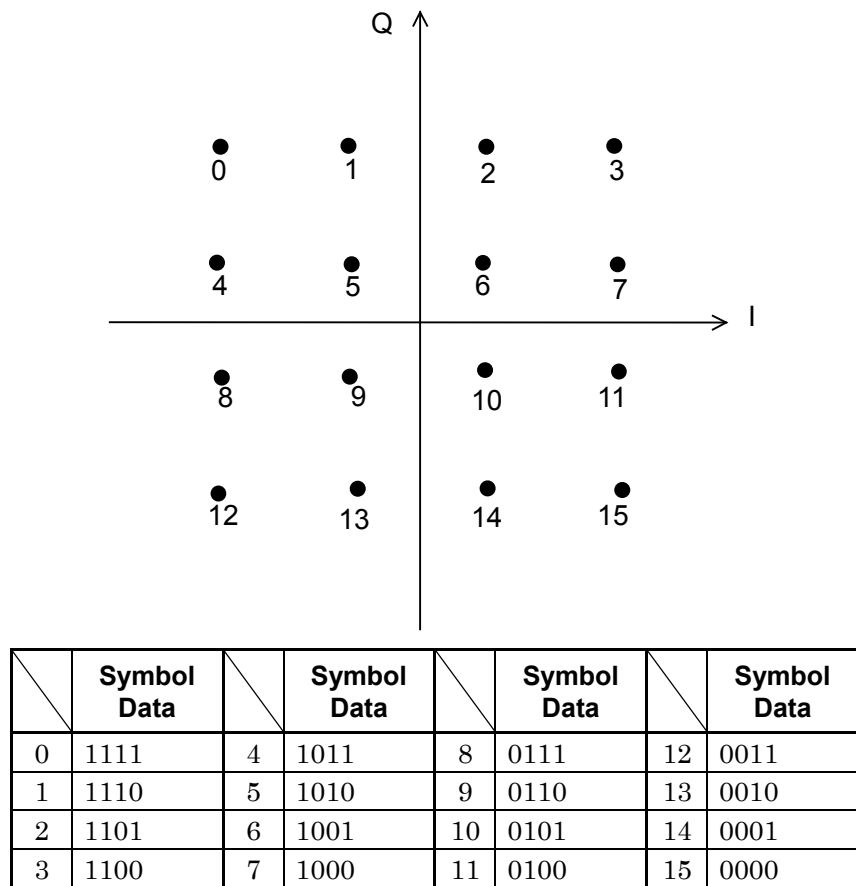 Q
0 1 2 3
4 5 6 7
I
8 9 10 11
12 13 14 15
Symbol Data Symbol Data Symbol Data Symbol Data
0 1111 4 1011 8 0111 12 0011
1 1110 5 1010 9 0110 13 0010
2 1101 6 1001 10 0101 14 0001
3 1100 7 1000 11 0100 15 0000